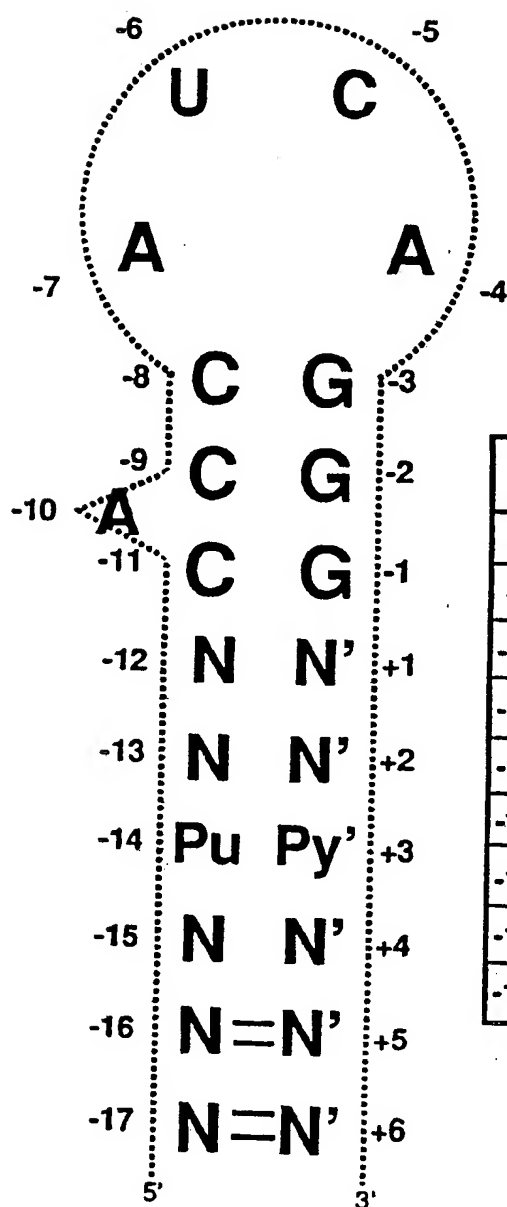 -6 -5
U C
A A
-7 -4
-8 C G -3
-9 C G -2
-10 A
-11 C G -1
-12 N N' +1
-13 N N' +2
-14 Pu Py' +3
-15 N N' +4
-16 N=N' +5
-17 N=N' +6
5' 3'